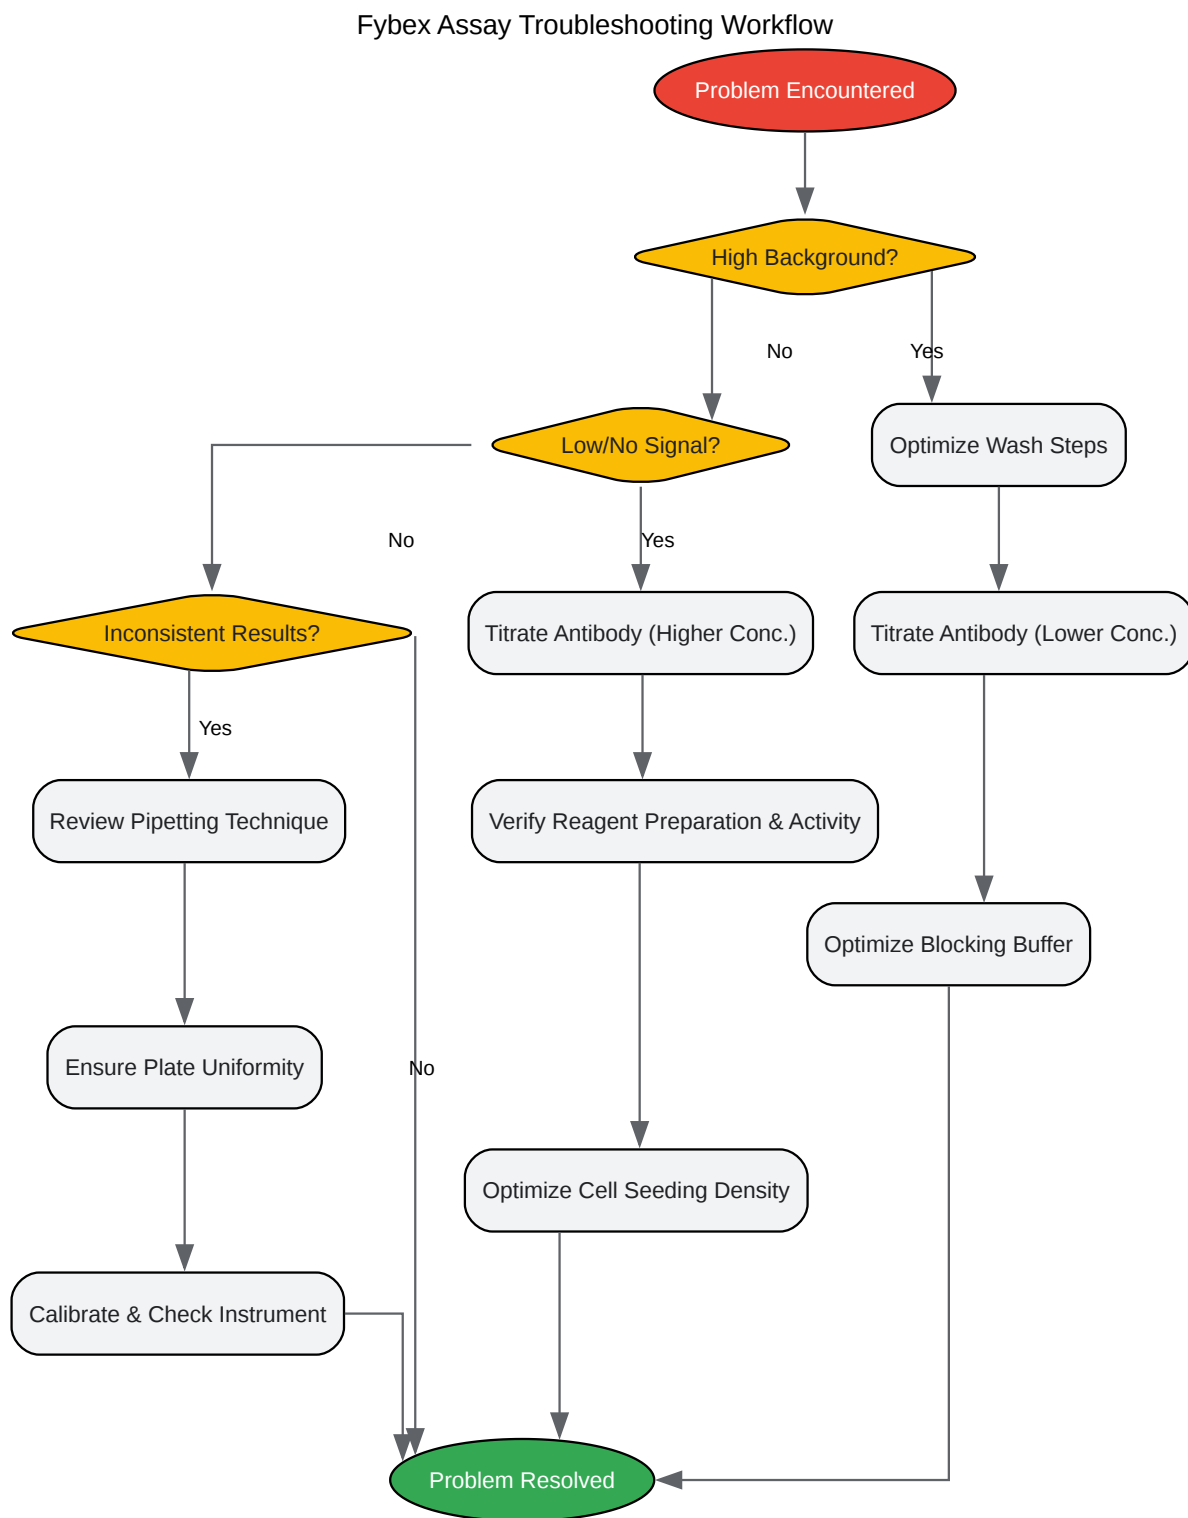 Fybex Assay Troubleshooting Workflow
Problem Encountered
High Background?
No
Yes
Low/No Signal?
Optimize Wash Steps
No
Yes
Inconsistent Results?
Titrate Antibody (Higher Conc.)
Titrate Antibody (Lower Conc.)
Yes
Review Pipetting Technique
Verify Reagent Preparation & Activity
Optimize Blocking Buffer
Ensure Plate Uniformity
No
Optimize Cell Seeding Density
Calibrate & Check Instrument
Problem Resolved